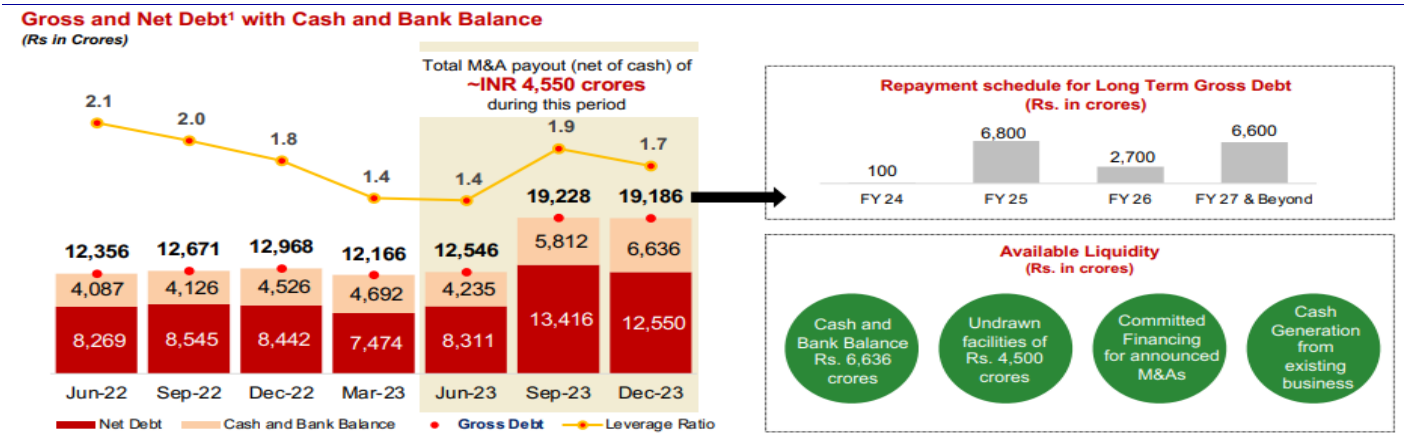 Gross and Net Debt¹ with Cash and Bank Balance
(Rs in Crores)
Total M&A payout (net of cash) of
~INR 4,550 crores
during this period
2.1
2.0
1.8
1.4
1.4
1.9
1.7
12,356
12,671
12,968
12,166
12,546
19,228
19,186
4,087
4,126
4,526
4,692
4,235
5,812
6,636
8,269
8,545
8,442
7,474
8,311
13,416
12,550
Jun-22
Sep-22
Dec-22
Mar-23
Jun-23
Sep-23
Dec-23
Net Debt
Cash and Bank Balance
Gross Debt
Leverage Ratio
Repayment schedule for Long Term Gross Debt
(Rs. in crores)
100
6,800
2,700
6,600
FY 24
FY 25
FY 26
FY 27 & Beyond
Available Liquidity
(Rs. in crores)
Cash and
Bank Balance
Rs. 6,636
crores
Undrawn
facilities of
Rs. 4,500
crores
Committed
Financing
for announced
M&As
Cash
Generation
from
existing
business